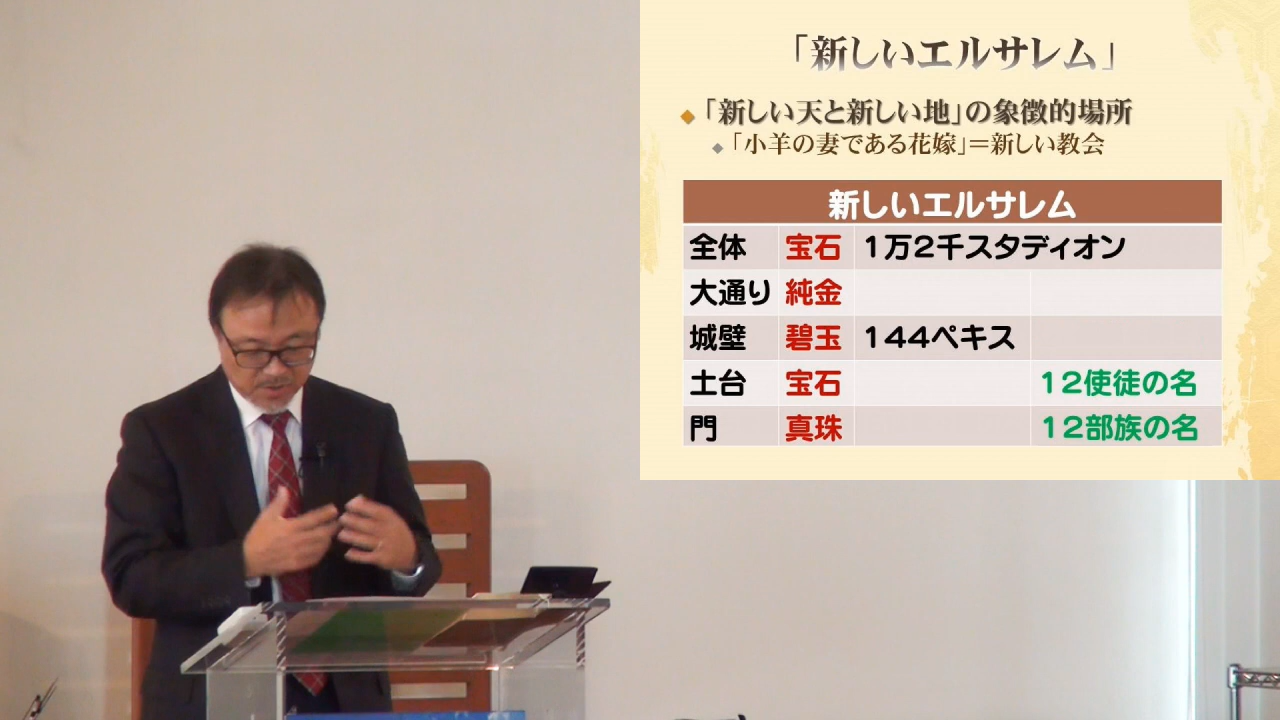 「新しいエルサレム」
「新しい天と新しい地」の象徴的場所
「小羊の妻である花嫁」＝新しい教会
新しいエルサレム
全体 宝石 1万2千スタディオン
大通り 純金
城壁 碧玉 144ペキス
土台 宝石 12使徒の名
門 真珠 12部族の名